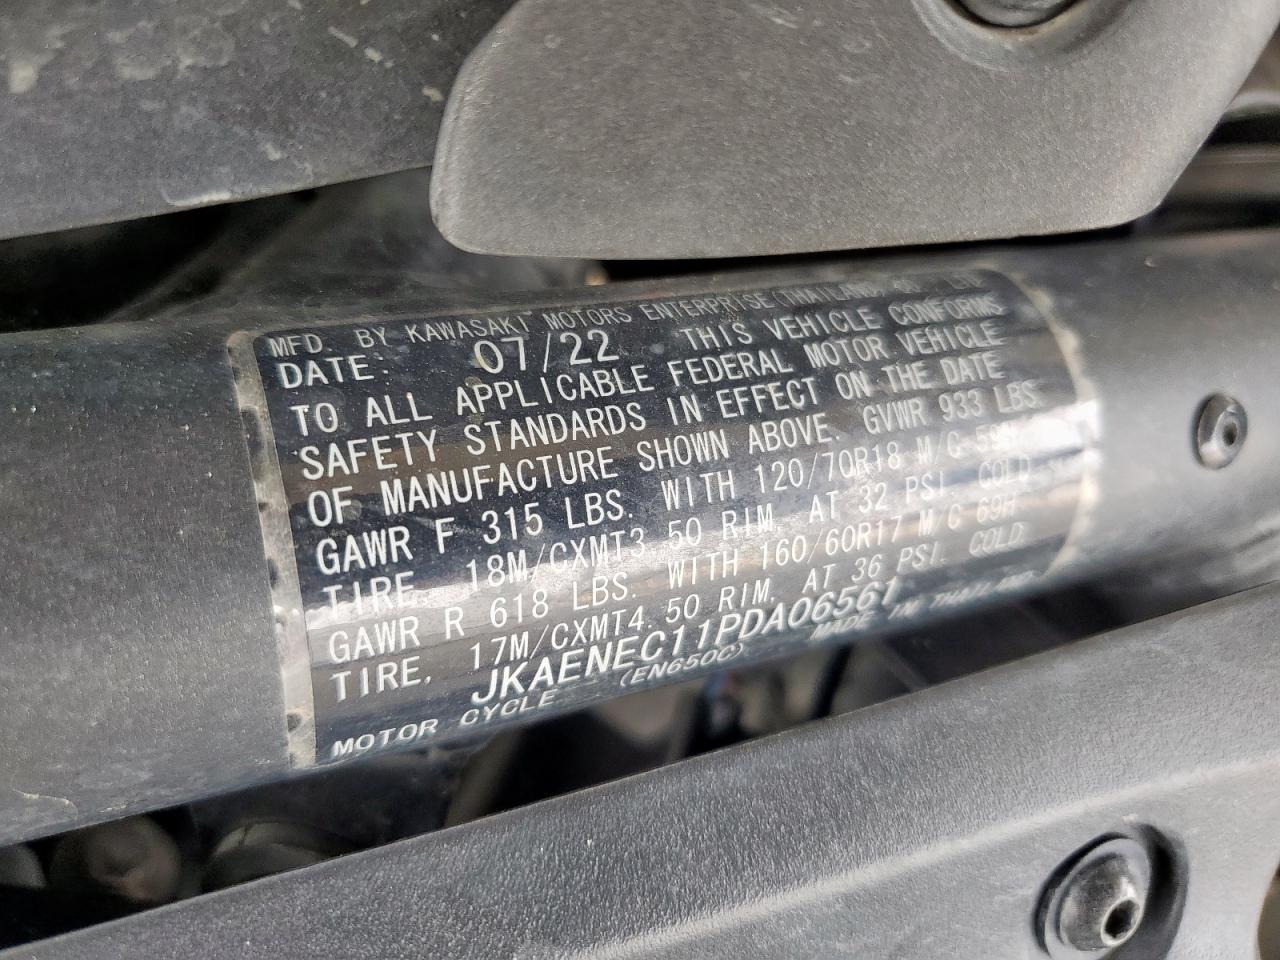 MFD. BY KAWASAKI MOTORS ENTERPRISE (THAILAND) CO., LTD
DATE: 07/22 THIS VEHICLE CONFORMS
TO ALL APPLICABLE FEDERAL MOTOR VEHICLE
SAFETY STANDARDS IN EFFECT ON THE DATE
OF MANUFACTURE SHOWN ABOVE. GVWR 933 LBS.
GAWR F 315 LBS. WITH 120/70R18 M/C 59H
TIRE, 18M/CXMT3.50 RIM, AT 32 PSI. COLD
GAWR R 618 LBS. WITH 160/60R17 M/C 69H
TIRE, 17M/CXMT4.50 RIM, AT 36 PSI. COLD
JKAENEC11PDA06561
MOTOR CYCLE (EN650C) MADE IN THAILAND